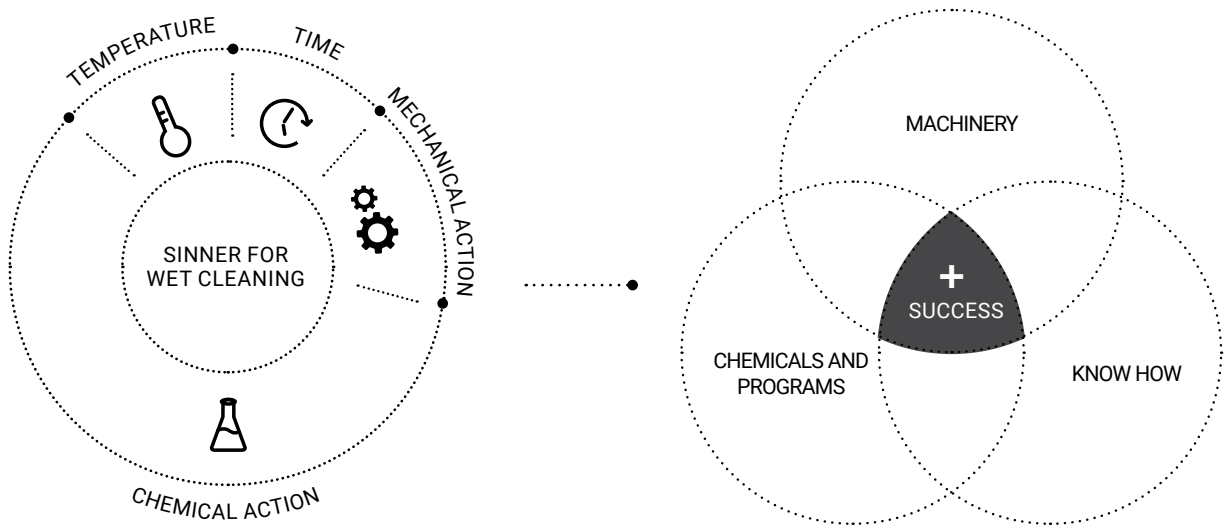 TEMPERATURE
TIME
MECHANICAL ACTION
SINNER FOR
WET CLEANING
CHEMICAL ACTION
MACHINERY
+
SUCCESS
CHEMICALS AND
PROGRAMS
KNOW HOW